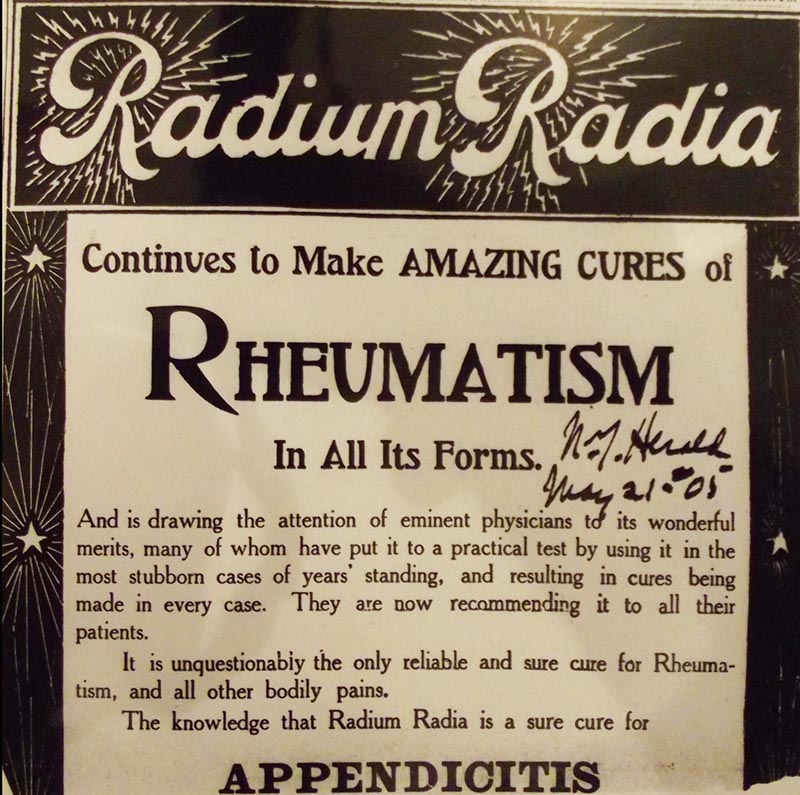 Radium Radia
Continues to Make AMAZING CURES of
RHEUMATISM
In All Its Forms.
N.Y. Herald
May 21st 05
And is drawing the attention of eminent physicians to its wonderful
merits, many of whom have put it to a practical test by using it in the
most stubborn cases of years' standing, and resulting in cures being
made in every case. They are now recommending it to all their
patients.
It is unquestionably the only reliable and sure cure for Rheuma-
tism, and all other bodily pains.
The knowledge that Radium Radia is a sure cure for
APPENDICITIS